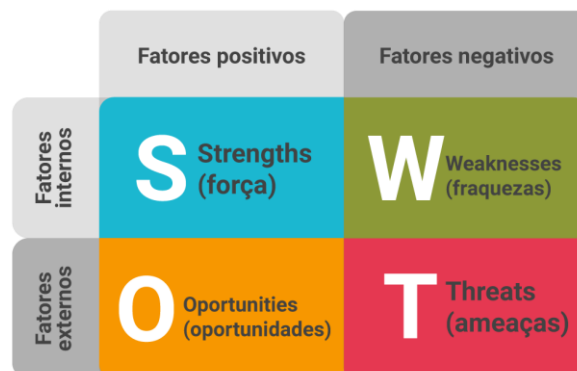 Fatores positivos
Fatores negativos
Fatores
internos
S
Strengths
(força)
W
Weaknesses
(fraquezas)
Fatores
externos
O
Oportunities
(oportunidades)
T
Threats
(ameaças)